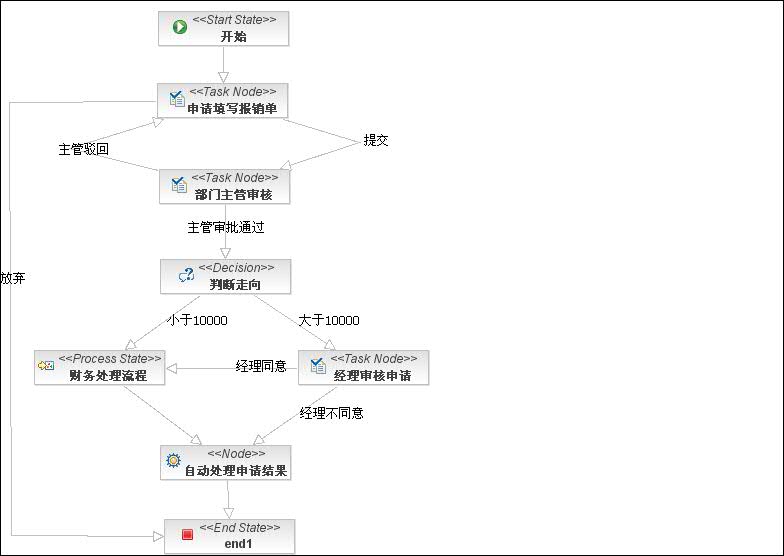 <<Start State>>
开始
<<Task Node>>
申请填写报销单
提交
主管驳回
<<Task Node>>
部门主管审核
主管审批通过
<<Decision>>
判断走向
放弃
小于10000
大于10000
<<Process State>>
财务处理流程
经理同意
<<Task Node>>
经理审核申请
经理不同意
<<Node>>
自动处理申请结果
<<End State>>
end1